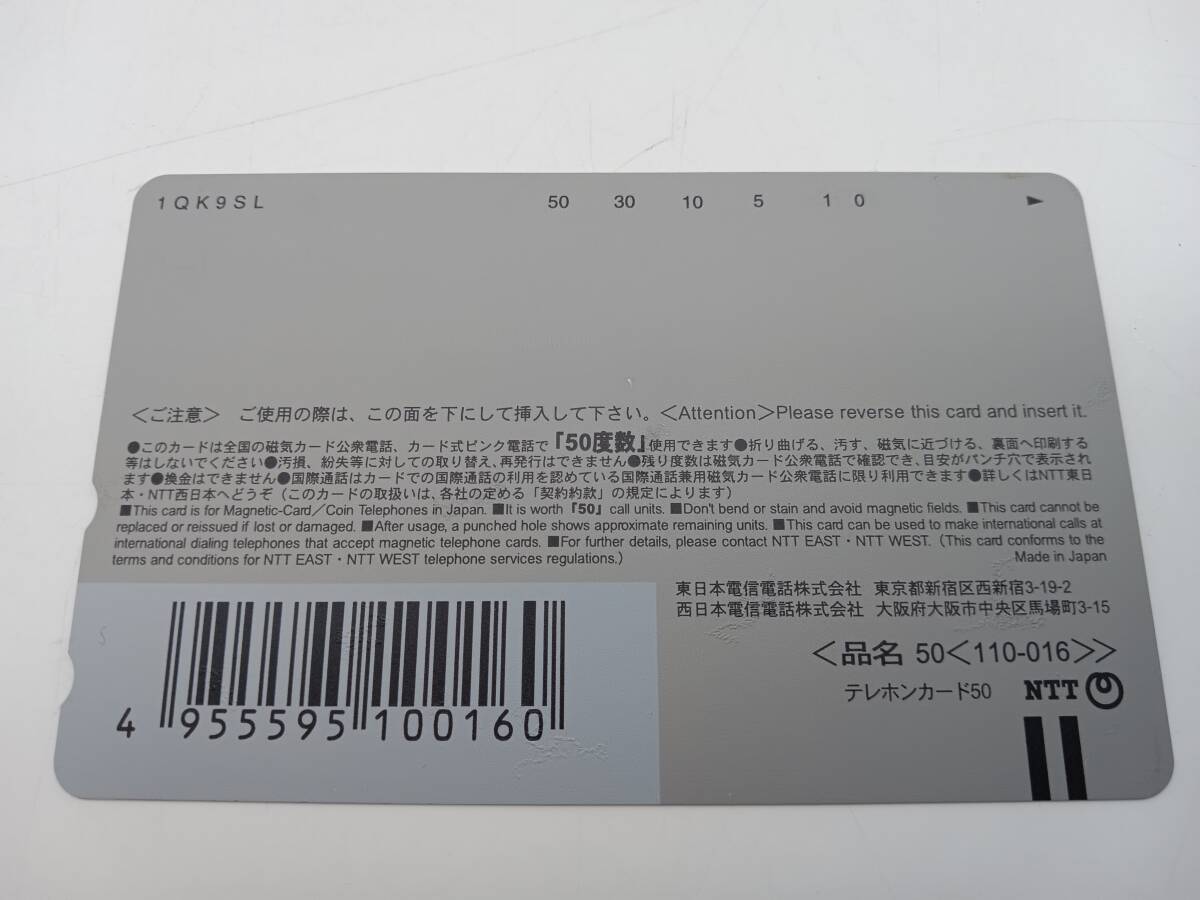 1QK9SL 50 30 10 5 1 0 ►
＜ご注意＞ ご使用の際は、この面を下にして挿入して下さい。＜Attention＞Please reverse this card and insert it.
●このカードは全国の磁気カード公衆電話、カード式ピンク電話で「50度数」使用できます●折り曲げる、汚す、磁気に近づける、裏面へ印刷する
等はしないでください●汚損、紛失等に対しての取り替え、再発行はできません●残り度数は磁気カード公衆電話で確認でき、目安がパンチ穴で表示され
ます●換金はできません●国際通話はカードでの国際通話の利用を認めている国際通話兼用磁気カード公衆電話に限り利用できます●詳しくはNTT東日
本・NTT西日本へどうぞ（このカードの取扱いは、各社の定める「契約約款」の規定によります）
■This card is for Magnetic-Card／Coin Telephones in Japan. ■It is worth「50」call units. ■Don't bend or stain and avoid magnetic fields. ■This card cannot be
replaced or reissued if lost or damaged. ■After usage, a punched hole shows approximate remaining units. ■This card can be used to make international calls at
international dialing telephones that accept magnetic telephone cards. ■For further details, please contact NTT EAST・NTT WEST. (This card conforms to the
terms and conditions for NTT EAST・NTT WEST telephone services regulations.) Made in Japan
東日本電信電話株式会社 東京都新宿区西新宿3-19-2
西日本電信電話株式会社 大阪府大阪市中央区馬場町3-15
＜品名 50＜110-016＞＞
テレホンカード50 NTT
4 955595 100160